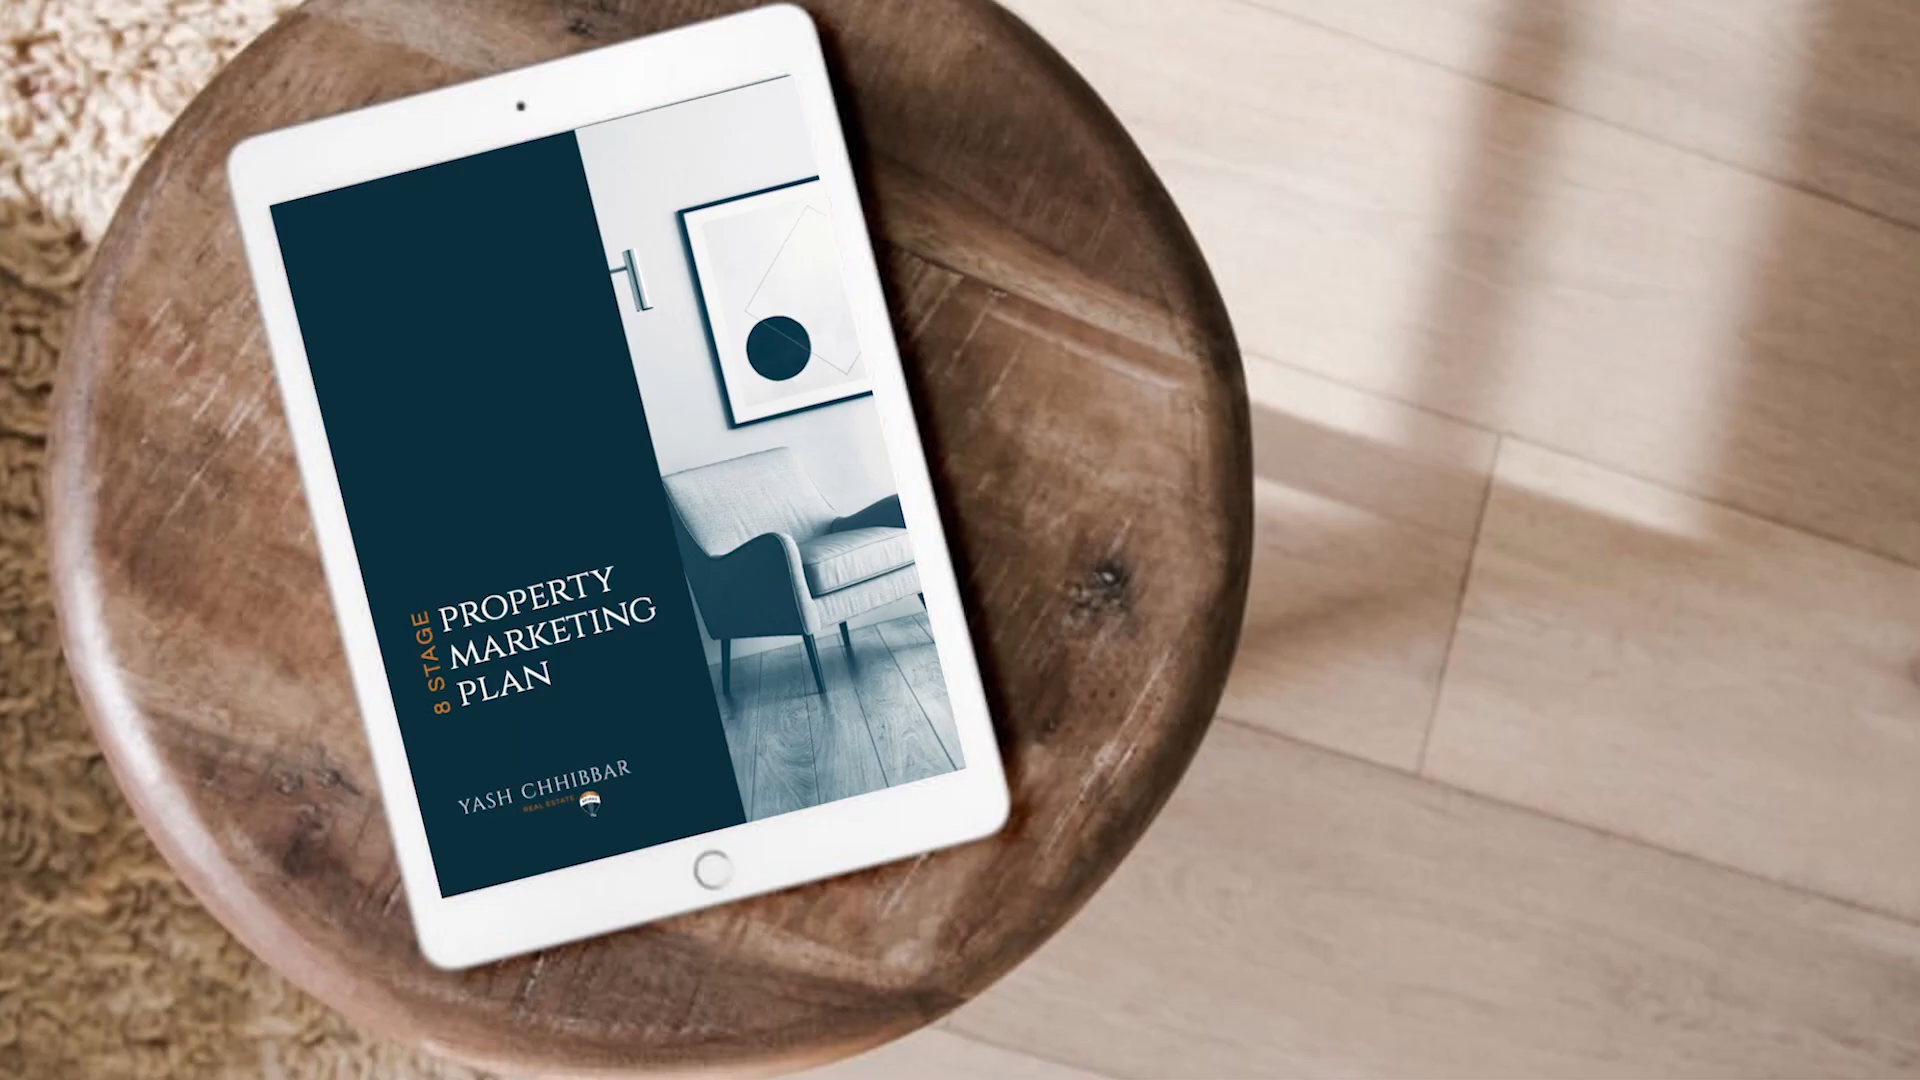 8 STAGE
PROPERTY
MARKETING
PLAN
YASH CHHIBBAR
REAL ESTATE